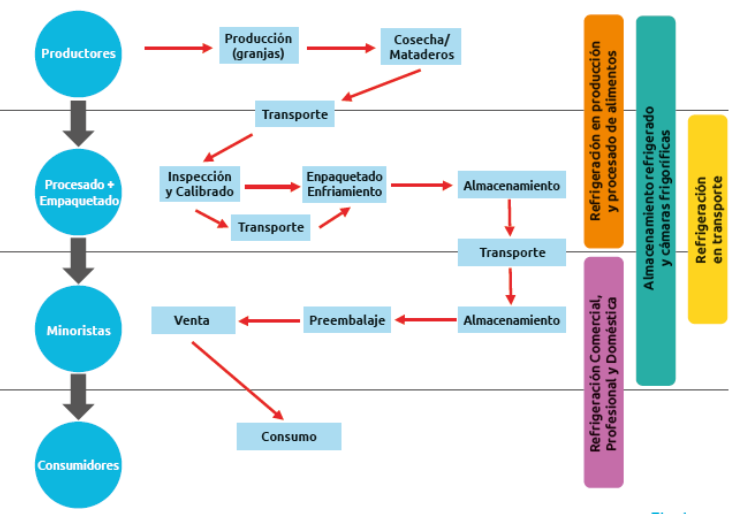 Productores
Producción
(granjas)
Cosecha/
Mataderos
Transporte
Procesado +
Empaquetado
Inspección
y Calibrado
Enpaquetado
Enfriamiento
Almacenamiento
Transporte
Transporte
Minoristas
Venta
Preembalaje
Almacenamiento
Consumidores
Consumo
Refrigeración en producción
y procesado de alimentos
Refrigeración Comercial,
Profesional y Doméstica
Almacenamiento refrigerado
y cámaras frigoríficas
Refrigeración
en transporte